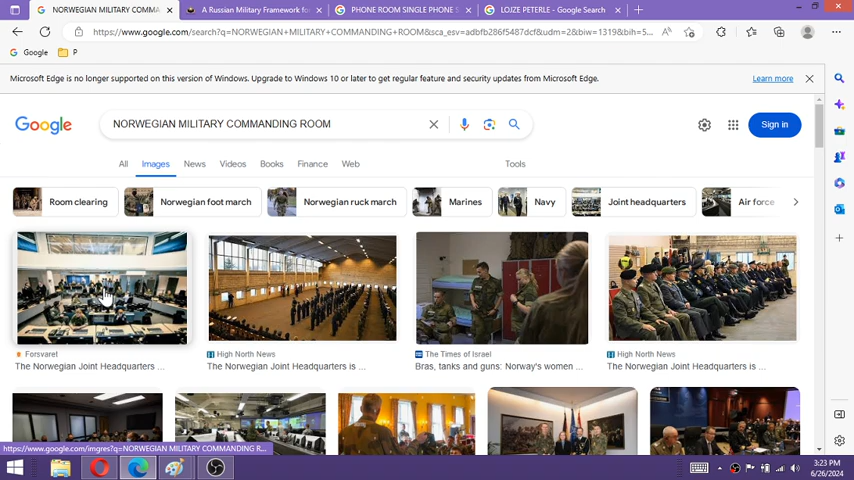 NORWEGIAN MILITARY COMMA
A Russian Military Framework fo
PHONE ROOM SINGLE PHONE S
LOJZE PETERLE - Google Search
https://www.google.com/search?q=NORWEGIAN+MILITARY+COMMANDING+ROOM&sca_esv=adbfb286f5487dcf&udm=2&biw=1319&bih=5...
Google
P
Microsoft Edge is no longer supported on this version of Windows. Upgrade to Windows 10 or later to get regular feature and security updates from Microsoft Edge.
Learn more
Google
NORWEGIAN MILITARY COMMANDING ROOM
Sign in
All
Images
News
Videos
Books
Finance
Web
Tools
Room clearing
Norwegian foot march
Norwegian ruck march
Marines
Navy
Joint headquarters
Air force
Forsvaret
The Norwegian Joint Headquarters ...
High North News
The Norwegian Joint Headquarters is ...
The Times of Israel
Bras, tanks and guns: Norway's women ...
High North News
The Norwegian Joint Headquarters is ...
https://www.google.com/imgres?q=NORWEGIAN MILITARY COMMANDING R...
3:23 PM
6/26/2024